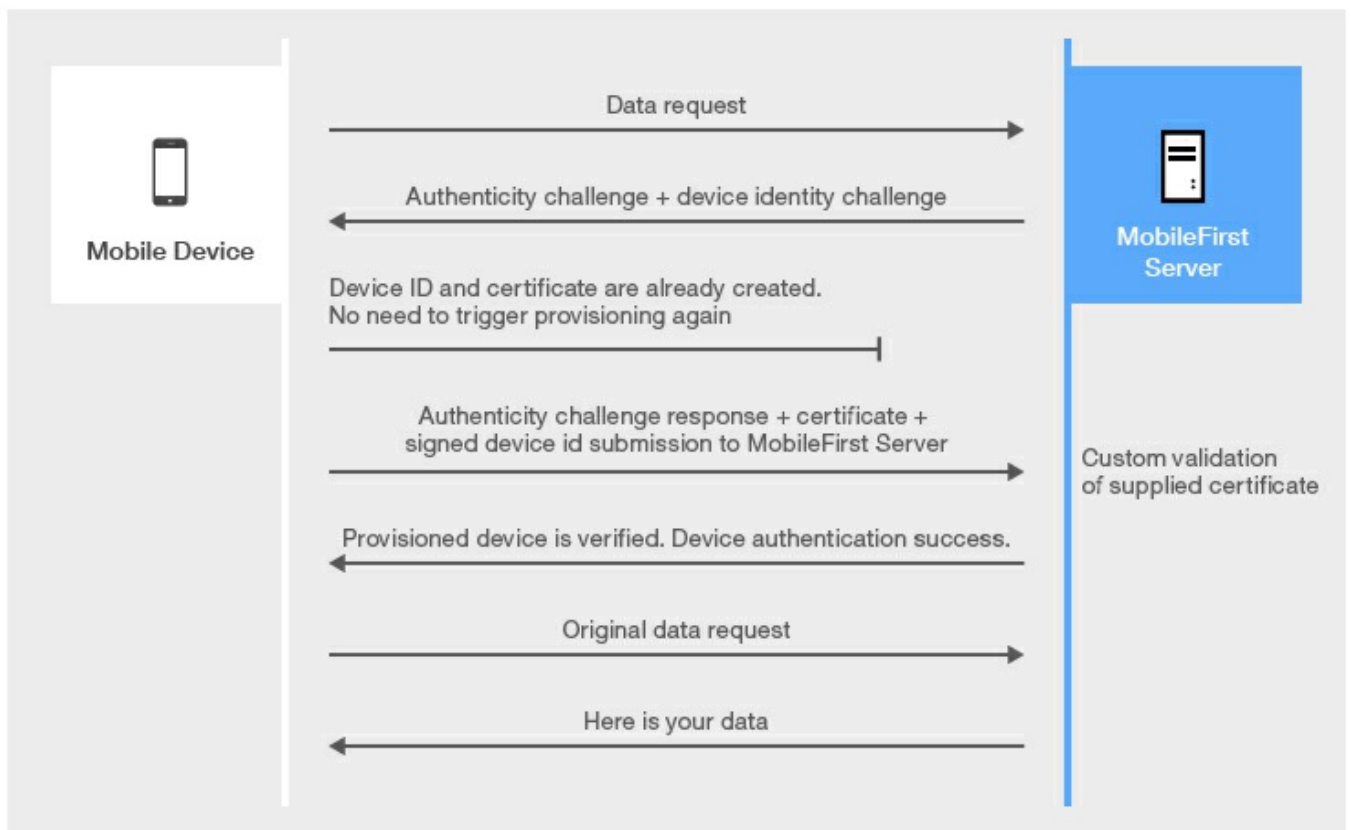 Data request
Authenticity challenge + device identity challenge
Mobile Device
MobileFirst
Server
Device ID and certificate are already created.
No need to trigger provisioning again
Authenticity challenge response + certificate +
signed device id submission to MobileFirst Server
Custom validation
of supplied certificate
Provisioned device is verified. Device authentication success.
Original data request
Here is your data